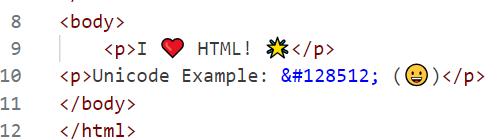 8 <body>
9 <p>I ❤️ HTML! 🌟</p>
10 <p>Unicode Example: &#128512; (😀)</p>
11 </body>
12 </html>